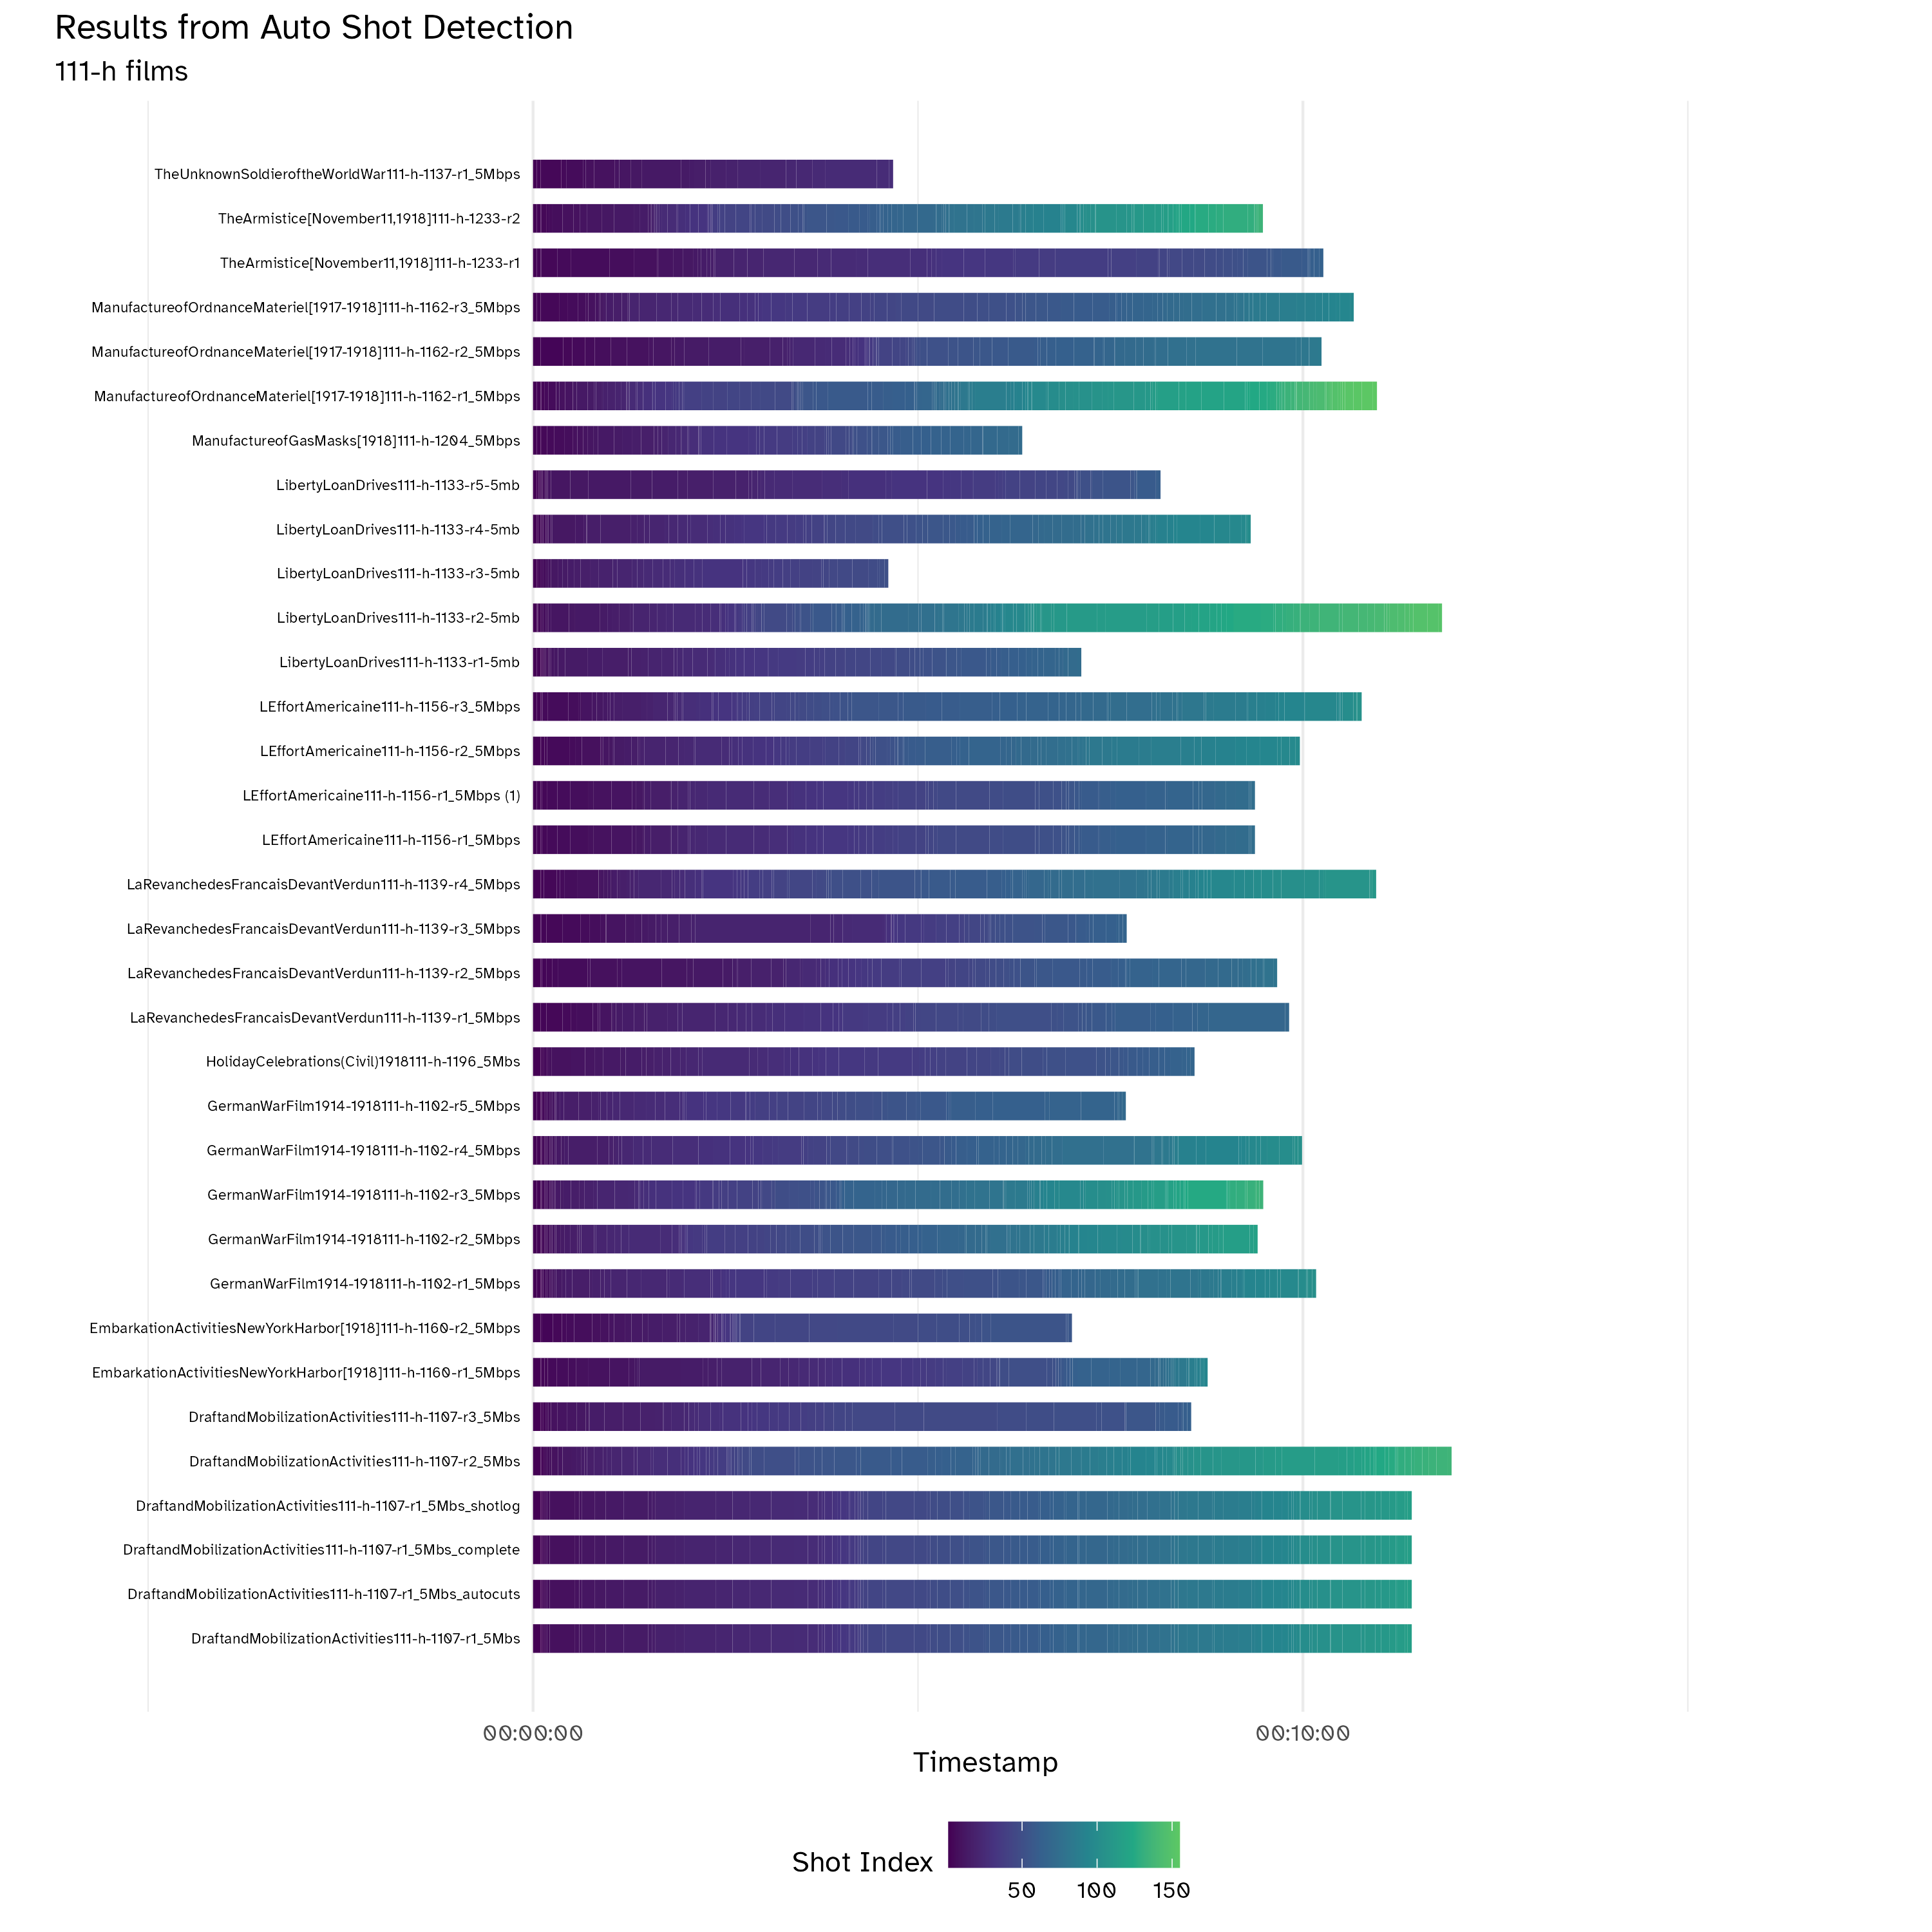 Results from Auto Shot Detection
111-h films
TheUnknownSoldieroftheWorldWar111-h-1137-r1_5Mbps
TheArmistice[November11,1918]111-h-1233-r2
TheArmistice[November11,1918]111-h-1233-r1
ManufactureofOrdnanceMateriel[1917-1918]111-h-1162-r3_5Mbps
ManufactureofOrdnanceMateriel[1917-1918]111-h-1162-r2_5Mbps
ManufactureofOrdnanceMateriel[1917-1918]111-h-1162-r1_5Mbps
ManufactureofGasMasks[1918]111-h-1204_5Mbps
LibertyLoanDrives111-h-1133-r5-5mb
LibertyLoanDrives111-h-1133-r4-5mb
LibertyLoanDrives111-h-1133-r3-5mb
LibertyLoanDrives111-h-1133-r2-5mb
LibertyLoanDrives111-h-1133-r1-5mb
LEffortAmericaine111-h-1156-r3_5Mbps
LEffortAmericaine111-h-1156-r2_5Mbps
LEffortAmericaine111-h-1156-r1_5Mbps (1)
LEffortAmericaine111-h-1156-r1_5Mbps
LaRevanchedesFrancaisDevantVerdun111-h-1139-r4_5Mbps
LaRevanchedesFrancaisDevantVerdun111-h-1139-r3_5Mbps
LaRevanchedesFrancaisDevantVerdun111-h-1139-r2_5Mbps
LaRevanchedesFrancaisDevantVerdun111-h-1139-r1_5Mbps
HolidayCelebrations(Civil)1918111-h-1196_5Mbs
GermanWarFilm1914-1918111-h-1102-r5_5Mbps
GermanWarFilm1914-1918111-h-1102-r4_5Mbps
GermanWarFilm1914-1918111-h-1102-r3_5Mbps
GermanWarFilm1914-1918111-h-1102-r2_5Mbps
GermanWarFilm1914-1918111-h-1102-r1_5Mbps
EmbarkationActivitiesNewYorkHarbor[1918]111-h-1160-r2_5Mbps
EmbarkationActivitiesNewYorkHarbor[1918]111-h-1160-r1_5Mbps
DraftandMobilizationActivities111-h-1107-r3_5Mbs
DraftandMobilizationActivities111-h-1107-r2_5Mbs
DraftandMobilizationActivities111-h-1107-r1_5Mbs_shotlog
DraftandMobilizationActivities111-h-1107-r1_5Mbs_complete
DraftandMobilizationActivities111-h-1107-r1_5Mbs_autocuts
DraftandMobilizationActivities111-h-1107-r1_5Mbs
00:00:00 00:10:00
Timestamp
Shot Index
50 100 150